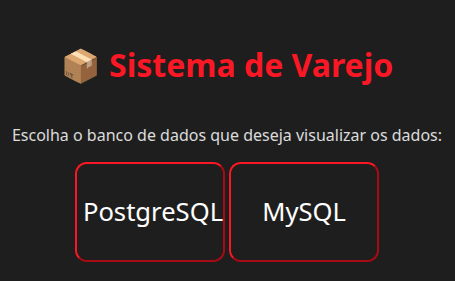 Sistema de Varejo
Escolha o banco de dados que deseja visualizar os dados:
PostgreSQL
MySQL